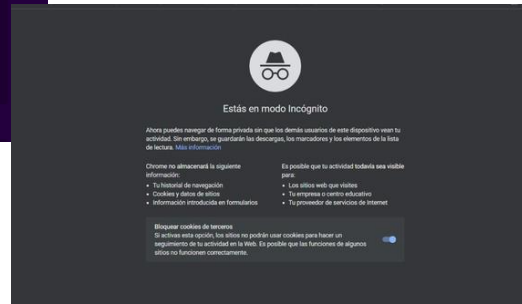 Estás en modo Incógnito
Ahora puedes navegar de forma privada sin que los demás usuarios de este dispositivo vean tu
actividad. Sin embargo, se guardarán las descargas, los marcadores y los elementos de la lista
de lectura. Más información
Chrome no almacenará la siguiente
información:
• Tu historial de navegación
• Cookies y datos de sitios
• Información introducida en formularios
Es posible que tu actividad todavía sea visible
para:
• Los sitios web que visites
• Tu empresa o centro educativo
• Tu proveedor de servicios de Internet
Bloquear cookies de terceros
Si activas esta opción, los sitios no podrán usar cookies para hacer un
seguimiento de tu actividad en la Web. Es posible que las funciones de algunos
sitios no funcionen correctamente.